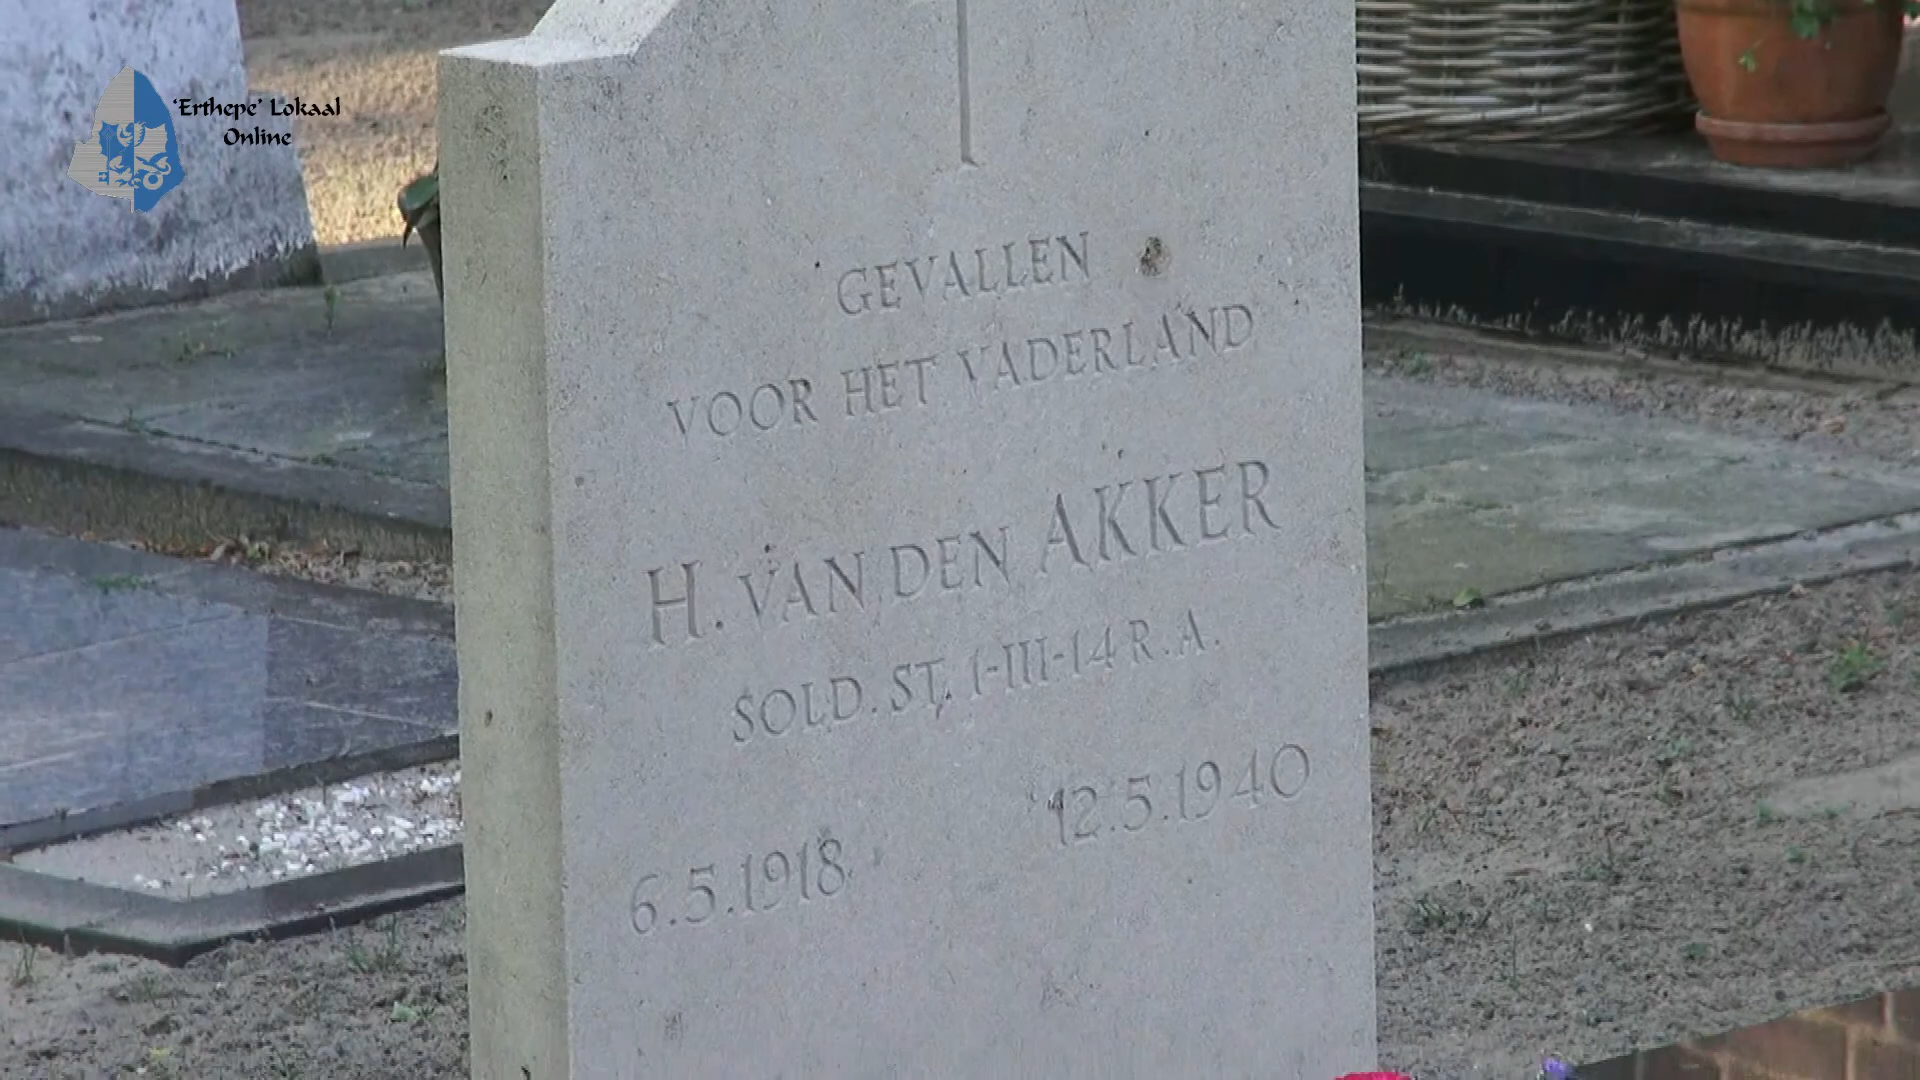 'Erthepe' Lokaal
Online
GEVALLEN
VOOR HET VADERLAND
H. VAN DEN AKKER
SOLD. ST. 1-III-14 R.A.
6.5.1918
12.5.1940